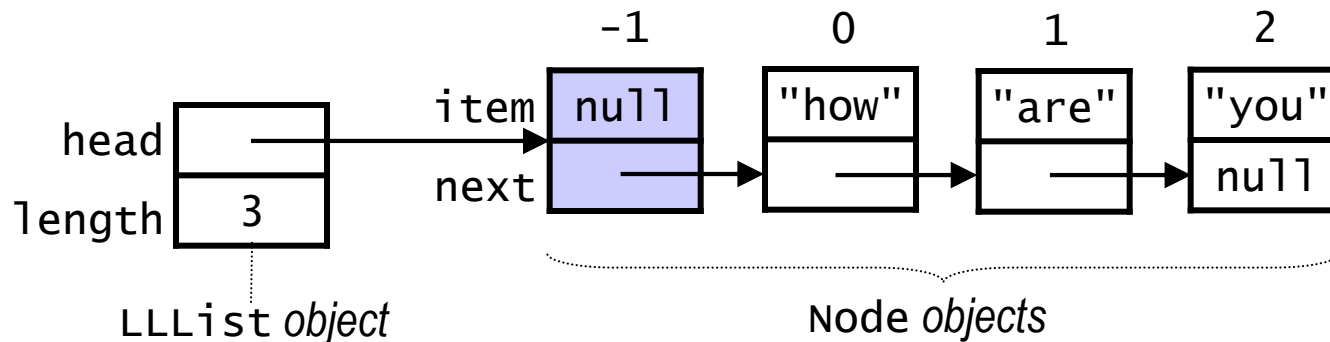 -1 0 1 2
item null "how" "are" "you"
head
next null
length 3
LLList object Node objects